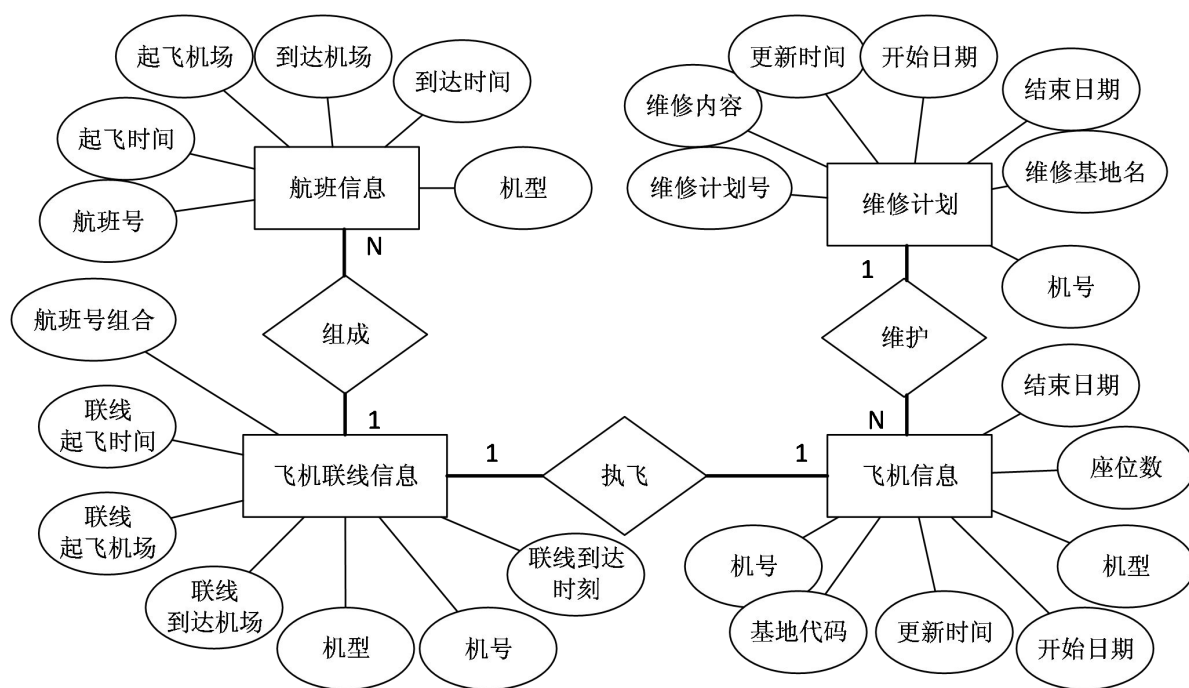 起飞机场
到达机场
到达时间
起飞时间
航班信息
机型
航班号
N
组成
1
航班号组合
联线
起飞时间
飞机联线信息
联线
起飞机场
联线
到达机场
机型
机号
联线到达
时刻
1
执飞
1
更新时间
开始日期
维修内容
结束日期
维修计划号
维修计划
维修基地名
机号
1
维护
N
结束日期
飞机信息
座位数
机号
机型
基地代码
更新时间
开始日期